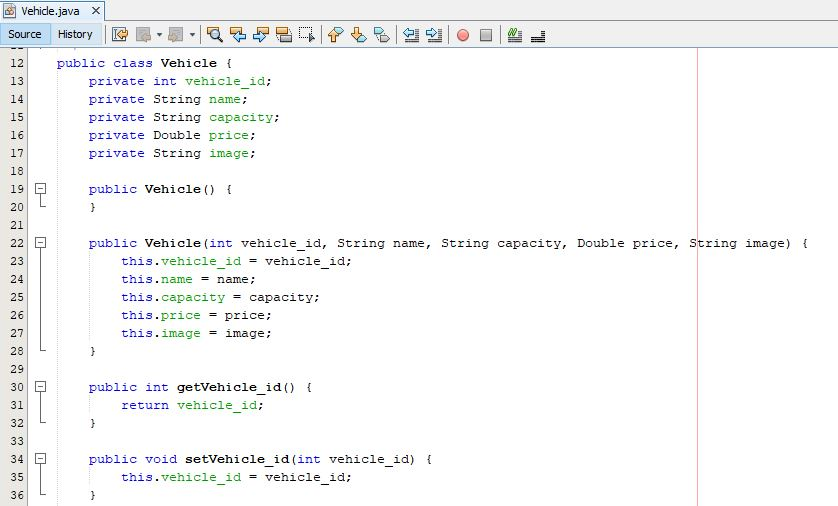 Vehicle.java
Source History
12 public class Vehicle {
13 private int vehicle_id;
14 private String name;
15 private String capacity;
16 private Double price;
17 private String image;
18
19 public Vehicle() {
20 }
21
22 public Vehicle(int vehicle_id, String name, String capacity, Double price, String image) {
23 this.vehicle_id = vehicle_id;
24 this.name = name;
25 this.capacity = capacity;
26 this.price = price;
27 this.image = image;
28 }
29
30 public int getVehicle_id() {
31 return vehicle_id;
32 }
33
34 public void setVehicle_id(int vehicle_id) {
35 this.vehicle_id = vehicle_id;
36 }